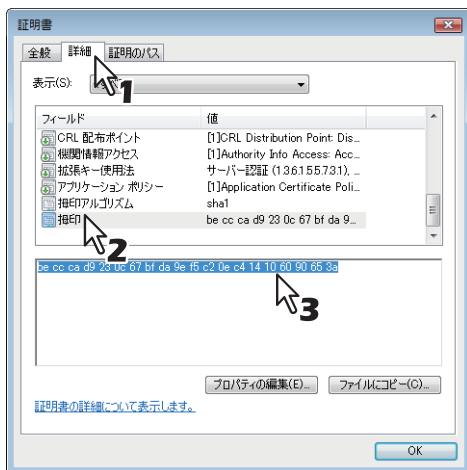 証明書
全般 詳細 証明のパス
1
表示(S):
フィールド 値
CRL 配布ポイント [1]CRL Distribution Point: Dis...
機関情報アクセス [1]Authority Info Access: Acc...
拡張キー使用法 サーバー認証 (1.3.6.1.5.5.7.3.1), ...
アプリケーション ポリシー [1]Application Certificate Poli...
拇印アルゴリズム sha1
拇印 be cc ca d9 23 0c 67 bf da 9...
2
be cc ca d9 23 0c 67 bf da 9e f5 c2 0e c4 14 10 60 90 65 3a
3
プロパティの編集(E)... ファイルにコピー(C)...
証明書の詳細について表示します。
OK